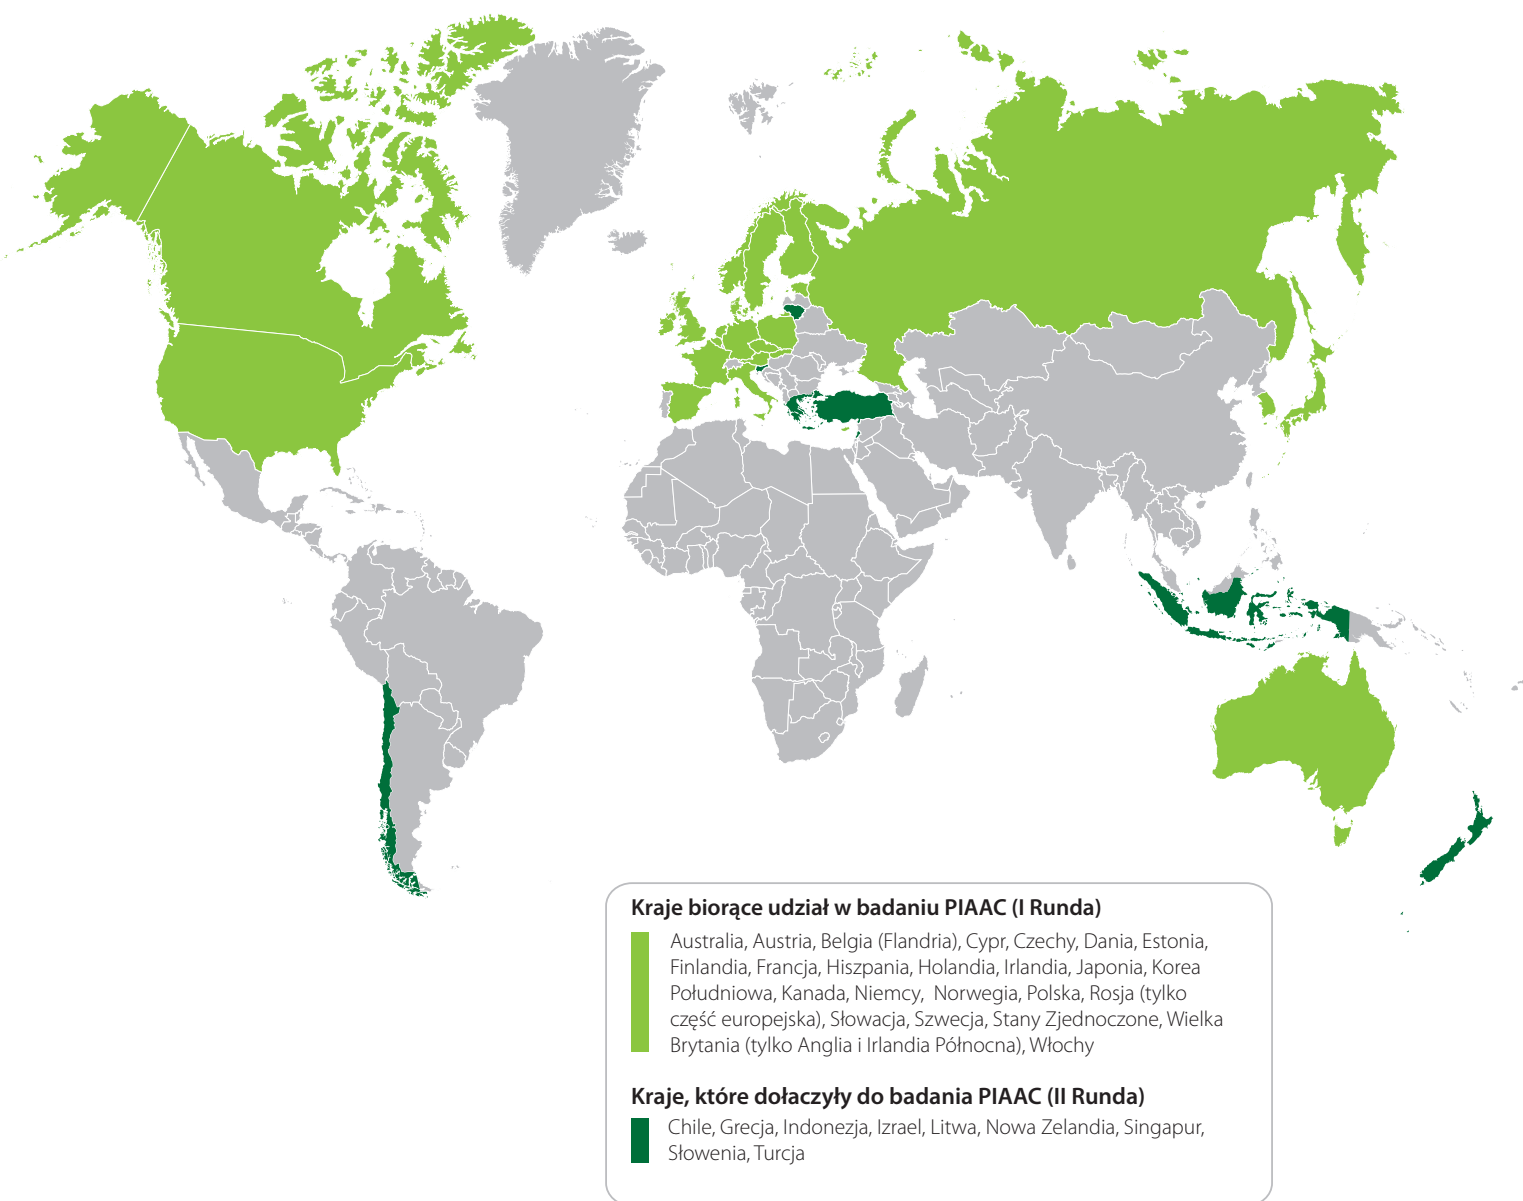 Kraje biorące udział w badaniu PIAAC (I Runda)
Australia, Austria, Belgia (Flandria), Cypr, Czechy, Dania, Estonia,
Finlandia, Francja, Hiszpania, Holandia, Irlandia, Japonia, Korea
Południowa, Kanada, Niemcy, Norwegia, Polska, Rosja (tylko
część europejska), Słowacja, Szwecja, Stany Zjednoczone, Wielka
Brytania (tylko Anglia i Irlandia Północna), Włochy
Kraje, które dołaczyły do badania PIAAC (II Runda)
Chile, Grecja, Indonezja, Izrael, Litwa, Nowa Zelandia, Singapur,
Słowenia, Turcja